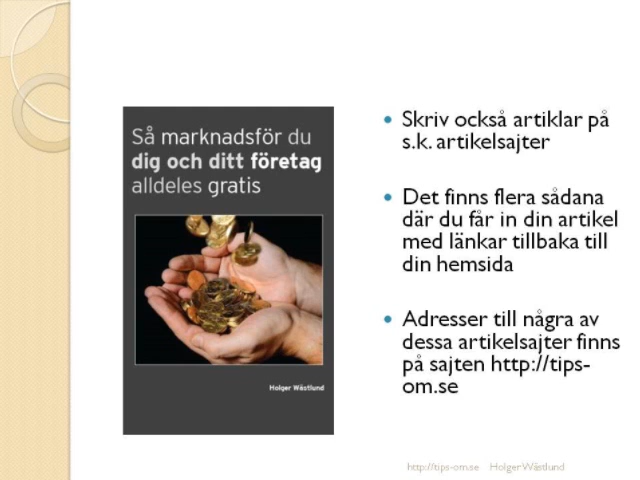 Så marknadsför du
dig och ditt företag
alldeles gratis
Holger Wästlund
Skriv också artiklar på
s.k. artikelsajter
Det finns flera sådana
där du får in din artikel
med länkar tillbaka till
din hemsida
Adresser till några av
dessa artikelsajter finns
på sajten http://tips-
om.se
http://tips-om.se Holger Wästlund